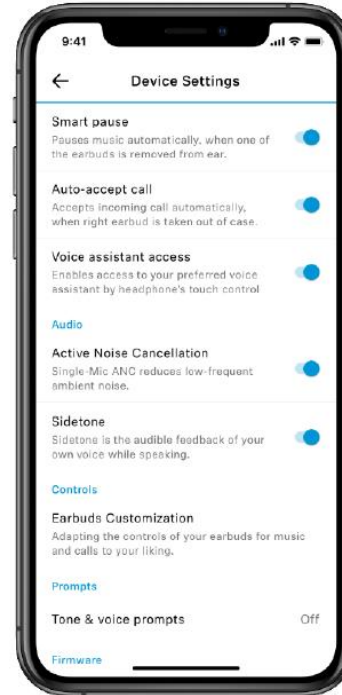 9:41
Device Settings
Smart pause
Pauses music automatically, when one of
the earbuds is removed from ear.
Auto-accept call
Accepts incoming call automatically,
when right earbud is taken out of case.
Voice assistant access
Enables access to your preferred voice
assistant by headphone's touch control
Audio
Active Noise Cancellation
Single-Mic ANC reduces low-frequent
ambient noise.
Sidetone
Sidetone is the audible feedback of your
own voice while speaking.
Controls
Earbuds Customization
Adapting the controls of your earbuds for music
and calls to your liking.
Prompts
Tone & voice prompts Off
Firmware